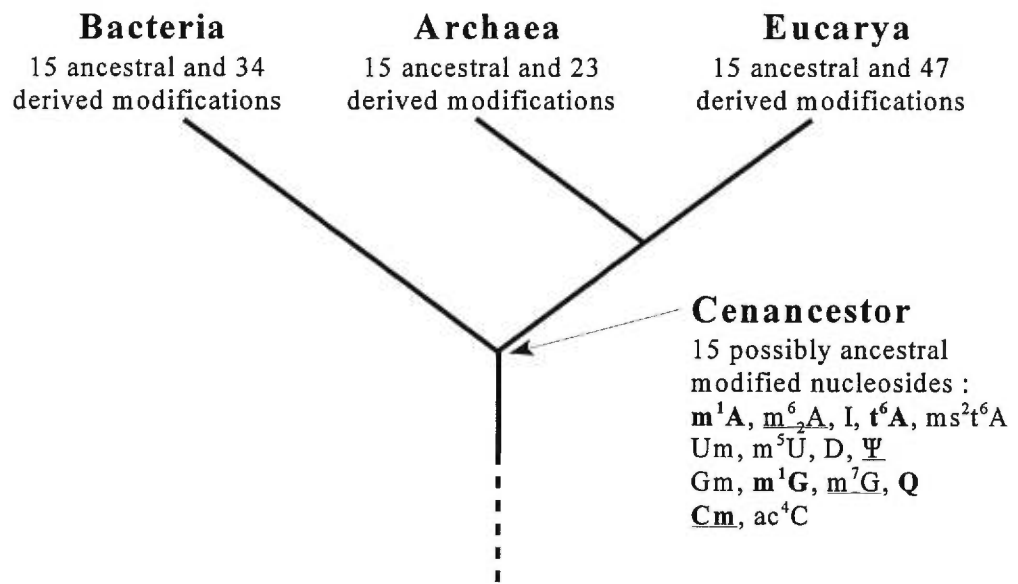 Bacteria
15 ancestral and 34
derived modifications
Archaea
15 ancestral and 23
derived modifications
Eucarya
15 ancestral and 47
derived modifications
Cenancestor
15 possibly ancestral
modified nucleosides :
m¹A, m⁶₂A, I, t⁶A, ms²t⁶A
Um, m⁵U, D, Ψ
Gm, m¹G, m⁷G, Q
Cm, ac⁴C